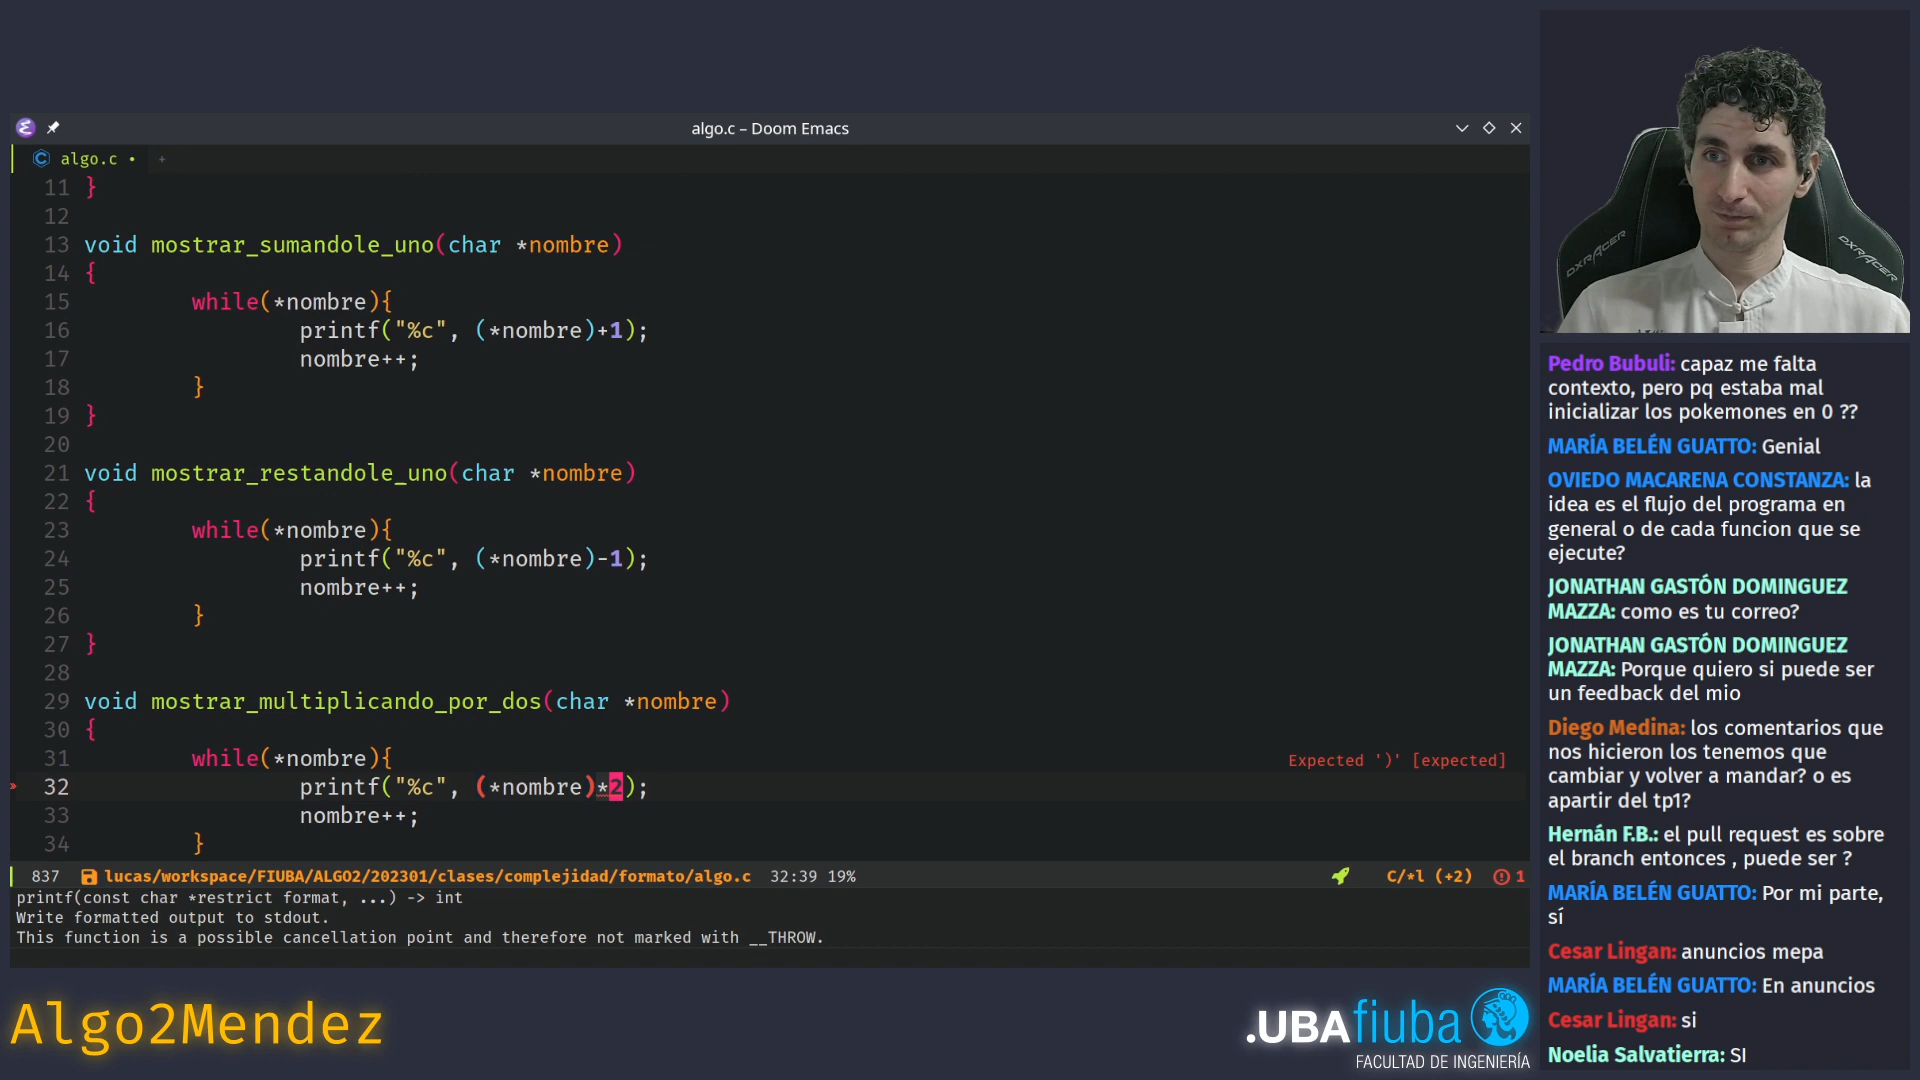 algo.c – Doom Emacs
algo.c • +
11 }
12
13 void mostrar_sumandole_uno(char *nombre)
14 {
15 while(*nombre){
16 printf("%c", (*nombre)+1);
17 nombre++;
18 }
19 }
20
21 void mostrar_restandole_uno(char *nombre)
22 {
23 while(*nombre){
24 printf("%c", (*nombre)-1);
25 nombre++;
26 }
27 }
28
29 void mostrar_multiplicando_por_dos(char *nombre)
30 {
31 while(*nombre){ Expected ')' [expected]
» 32 printf("%c", (*nombre)*2);
33 nombre++;
34 }
837 lucas/workspace/FIUBA/ALGO2/202301/clases/complejidad/formato/algo.c 32:39 19% C/*l (+2) 1
printf(const char *restrict format, ...) -> int
Write formatted output to stdout.
This function is a possible cancellation point and therefore not marked with __THROW.
Algo2Mendez
.UBAfiuba
FACULTAD DE INGENIERÍA
DXRACER
DXRACER
Pedro Bubuli: capaz me falta
contexto, pero pq estaba mal
inicializar los pokemones en 0 ??
MARÍA BELÉN GUATTO: Genial
OVIEDO MACARENA CONSTANZA: la
idea es el flujo del programa en
general o de cada funcion que se
ejecute?
JONATHAN GASTÓN DOMINGUEZ
MAZZA: como es tu correo?
JONATHAN GASTÓN DOMINGUEZ
MAZZA: Porque quiero si puede ser
un feedback del mio
Diego Medina: los comentarios que
nos hicieron los tenemos que
cambiar y volver a mandar? o es
apartir del tp1?
Hernán F.B.: el pull request es sobre
el branch entonces , puede ser ?
MARÍA BELÉN GUATTO: Por mi parte,
sí
Cesar Lingan: anuncios mepa
MARÍA BELÉN GUATTO: En anuncios
Cesar Lingan: si
Noelia Salvatierra: SI